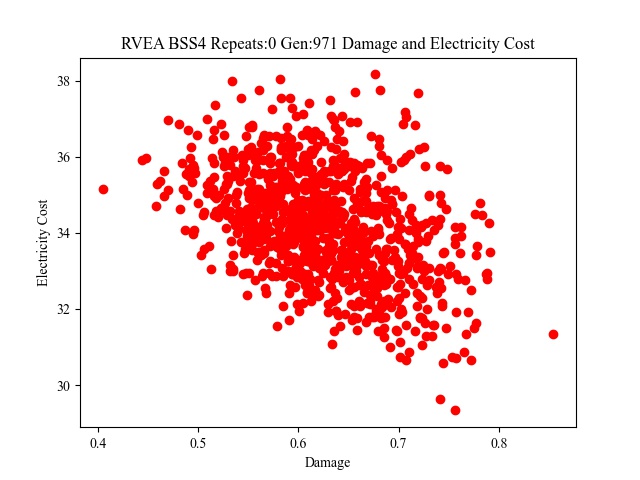 RVEA BSS4 Repeats:0 Gen:971 Damage and Electricity Cost
38
36
34
32
30
Electricity Cost
0.4 0.5 0.6 0.7 0.8
Damage